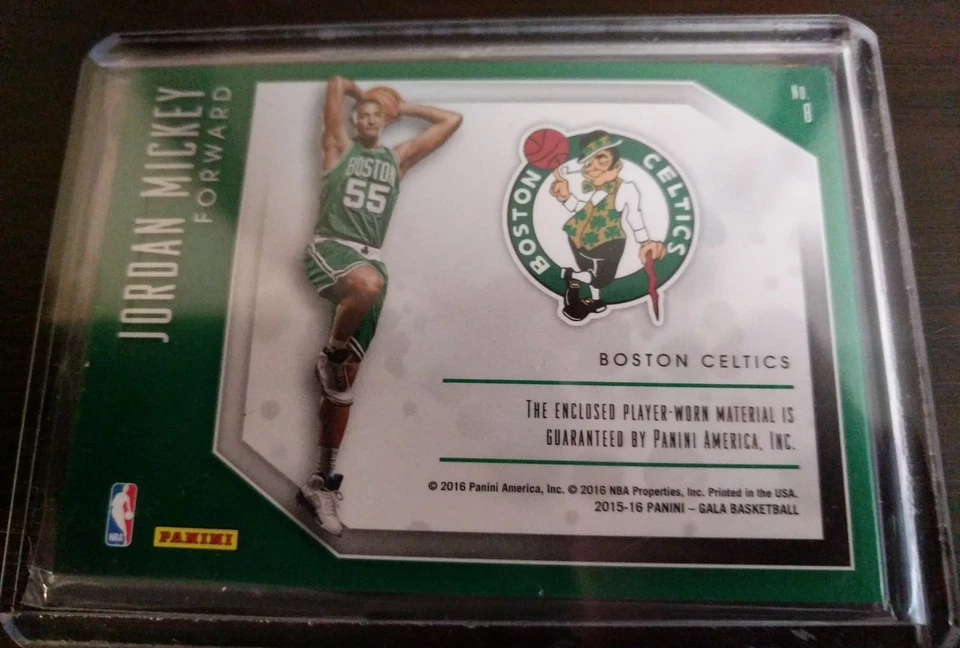 JORDAN MICKEY
FORWARD
No.
8
BOSTON
55
BOSTON CELTICS
BOSTON CELTICS
THE ENCLOSED PLAYER-WORN MATERIAL IS
GUARANTEED BY PANINI AMERICA, INC.
© 2016 Panini America, Inc. © 2016 NBA Properties, Inc. Printed in the USA.
2015-16 PANINI – GALA BASKETBALL
NBA
PANINI